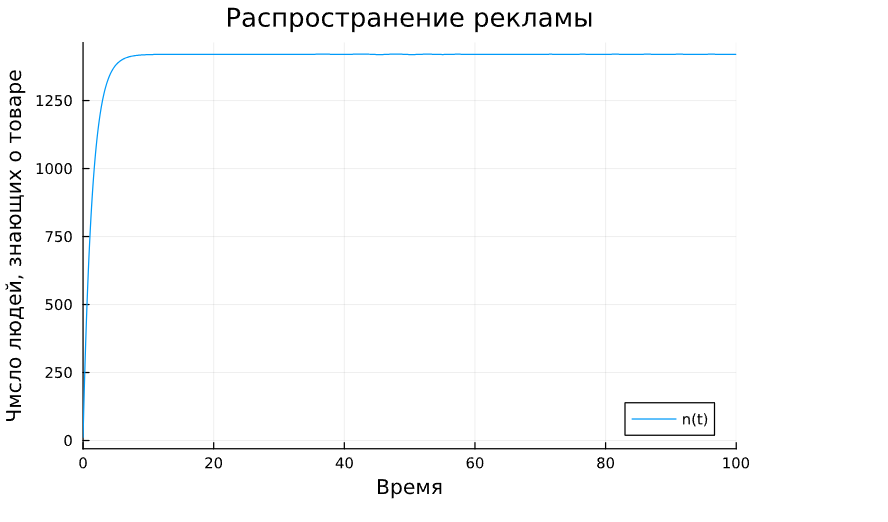 Распространение рекламы
Чмсло людей, знающих о товаре
1250
1000
750
500
250
0
n(t)
0 20 40 60 80 100
Время